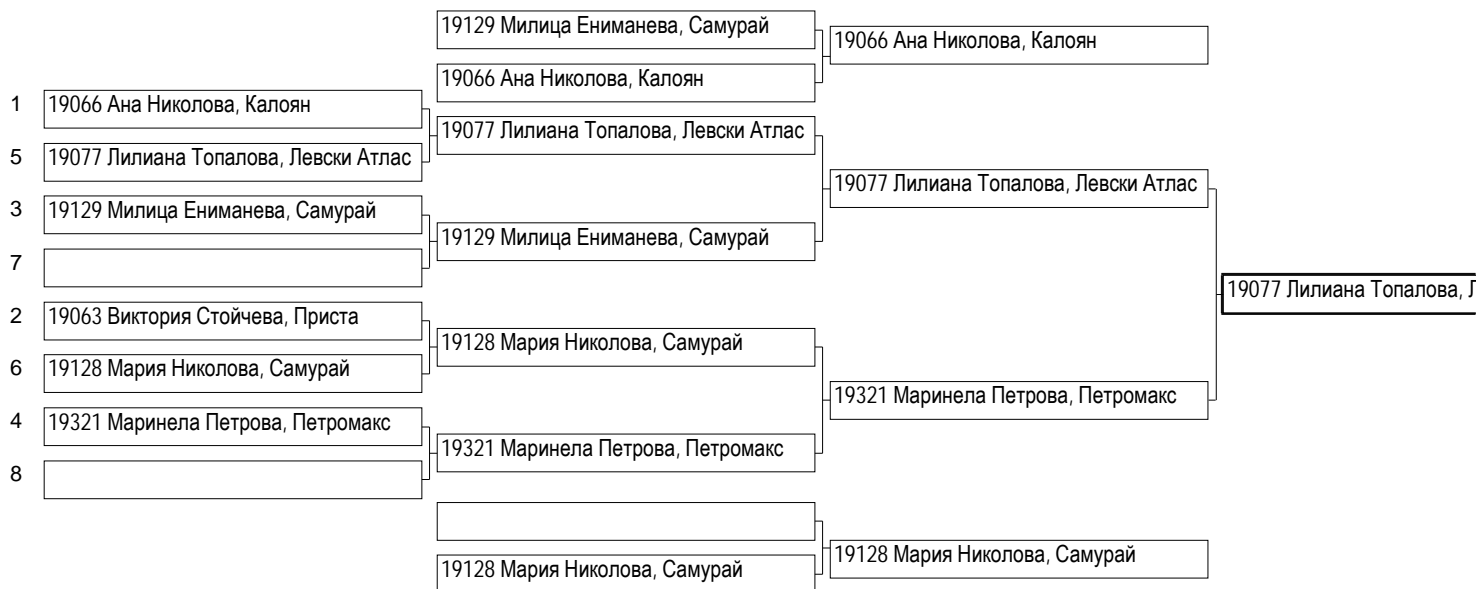 19129 Милица Ениманева, Самурай
19066 Ана Николова, Калоян
19066 Ана Николова, Калоян
1 19066 Ана Николова, Калоян
19077 Лилиана Топалова, Левски Атлас
5 19077 Лилиана Топалова, Левски Атлас
19077 Лилиана Топалова, Левски Атлас
3 19129 Милица Ениманева, Самурай
19129 Милица Ениманева, Самурай
7
19077 Лилиана Топалова,
2 19063 Виктория Стойчева, Приста
19128 Мария Николова, Самурай
6 19128 Мария Николова, Самурай
19321 Маринела Петрова, Петромакс
4 19321 Маринела Петрова, Петромакс
19321 Маринела Петрова, Петромакс
8
19128 Мария Николова, Самурай
19128 Мария Николова, Самурай